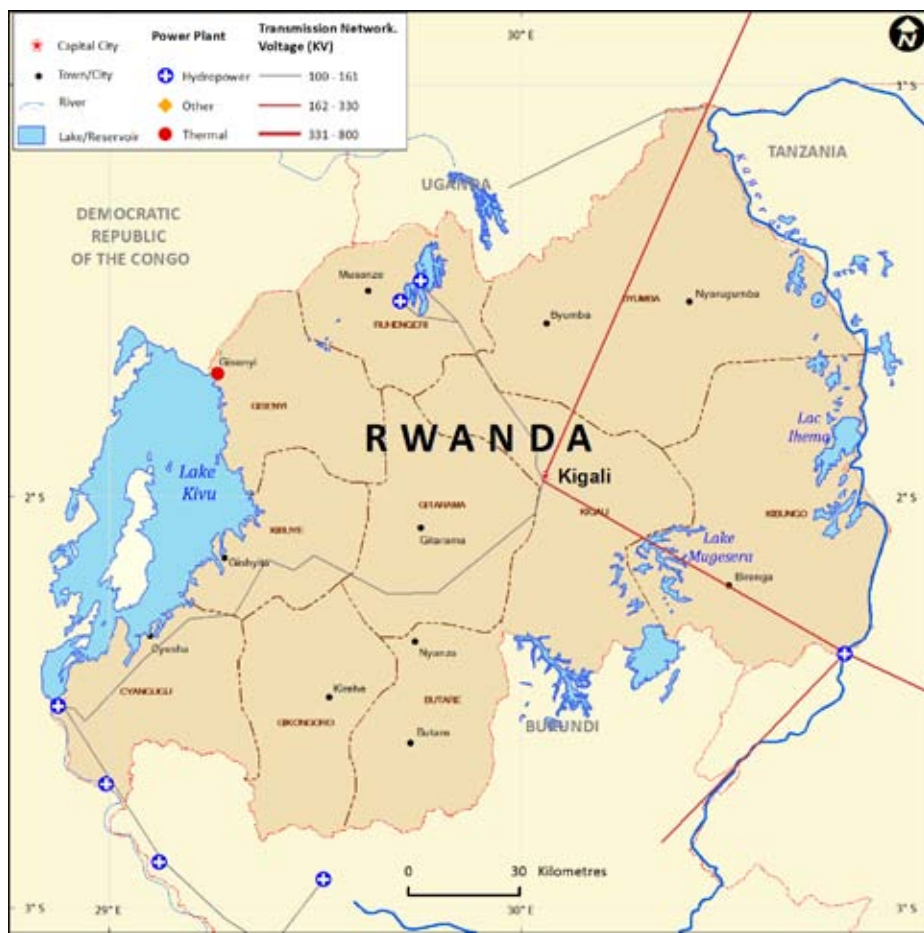 Capital City
Town/City
River
Lake/Reservoir
Power Plant
Hydropower
Other
Thermal
Transmission Network.
Voltage (KV)
100 - 161
162 - 330
331 - 800
30° E
N
1° S
TANZANIA
UGANDA
Kager
DEMOCRATIC
REPUBLIC
OF THE CONGO
Musanze
Nyarugumba
BYUMBA
Byumba
RUHENGERI
Gisenyi
GISENYI
RWANDA
Lac
Ihema
Lake
Kivu
Kigali
2° S
2° S
GITARAMA
KIGALI
KIBUNGO
KIBUYE
Gitarama
Lake
Mugesera
Gishyita
Birenga
Nyanza
CYANGUGU
Kirehe
BUTARE
GIKONGORO
BURUNDI
Butare
0 30 Kilometres
3° S
29° E
30° E
3° S